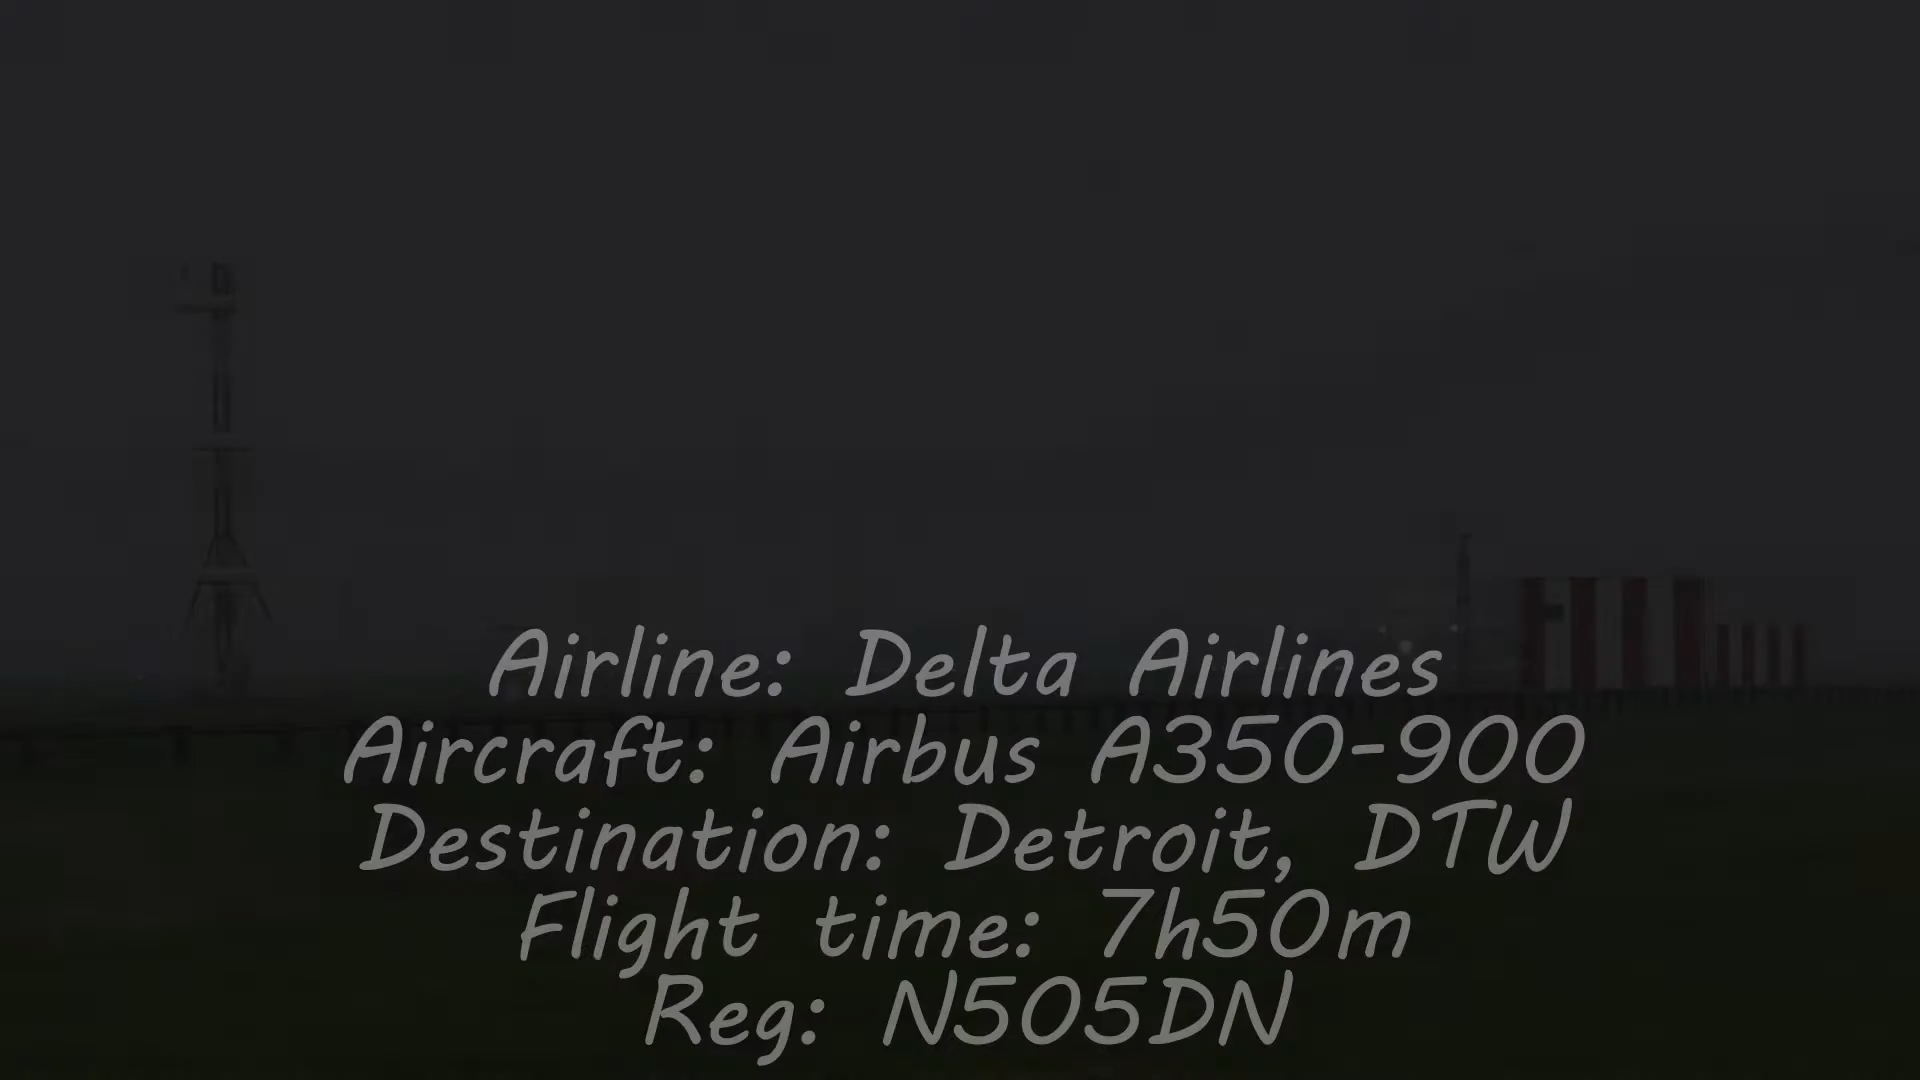 Airline: Delta Airlines
Aircraft: Airbus A350-900
Destination: Detroit, DTW
Flight time: 7h50m
Reg: N505DN